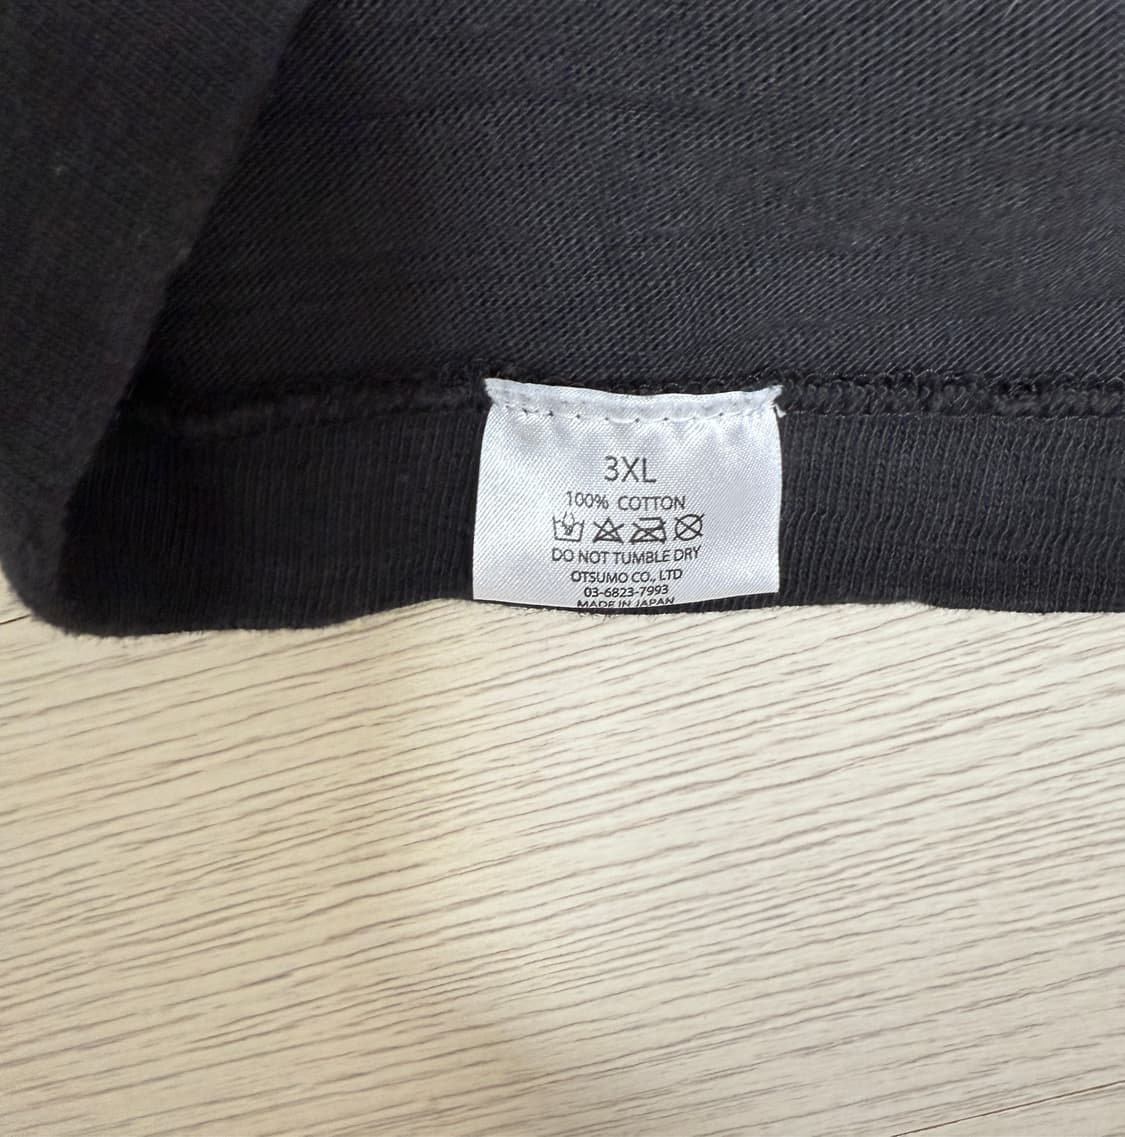 3XL
100% COTTON
DO NOT TUMBLE DRY
OTSUMO CO., LTD
03-6823-7993
MADE IN JAPAN